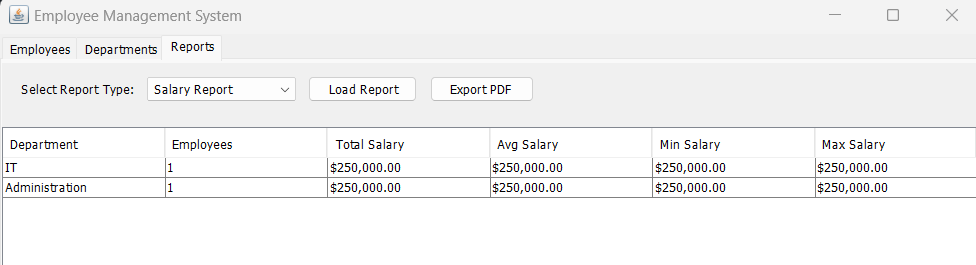 Employee Management System
Employees Departments Reports
Select Report Type: Salary Report Load Report Export PDF
Department Employees Total Salary Avg Salary Min Salary Max Salary
IT 1 $250,000.00 $250,000.00 $250,000.00 $250,000.00
Administration 1 $250,000.00 $250,000.00 $250,000.00 $250,000.00